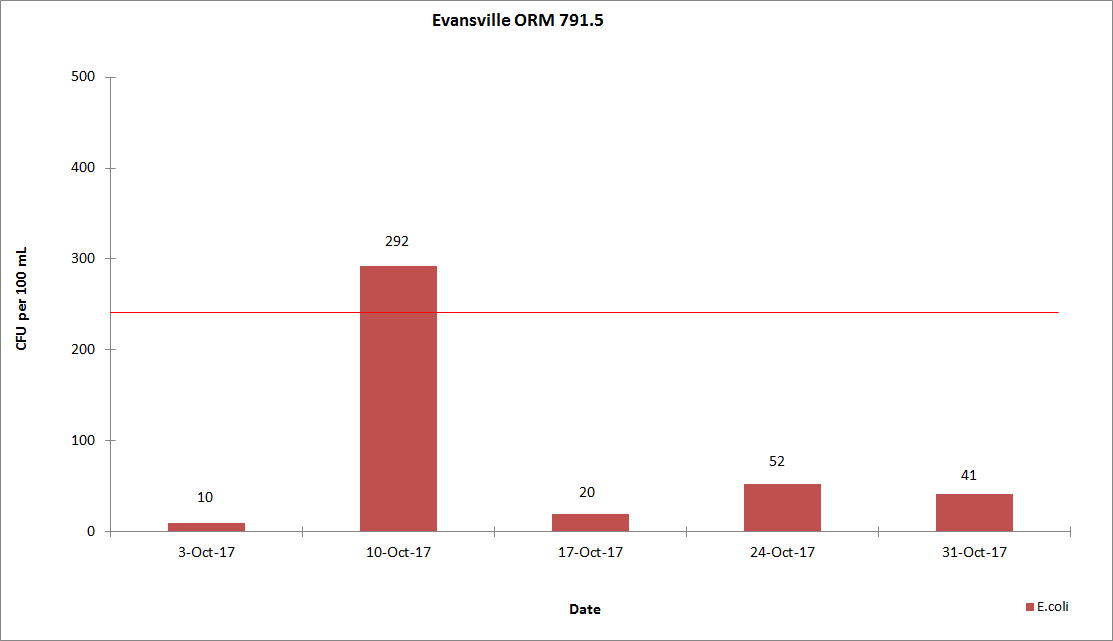 Evansville ORM 791.5
CFU per 100 mL
500
400
300
200
100
0
10
292
20
52
41
3-Oct-17
10-Oct-17
17-Oct-17
24-Oct-17
31-Oct-17
Date
E.coli